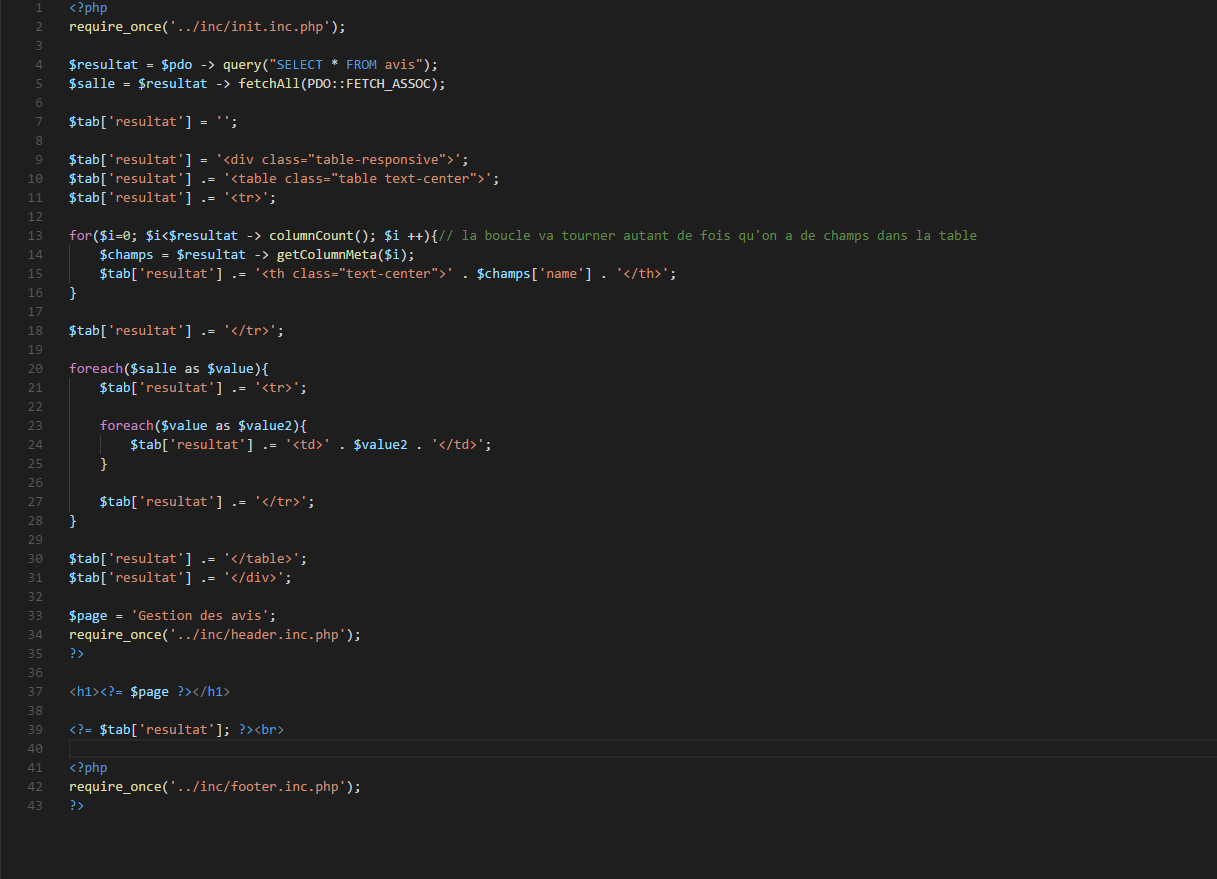 1 <?php
2 require_once('../inc/init.inc.php');
3
4 $resultat = $pdo -> query("SELECT * FROM avis");
5 $salle = $resultat -> fetchAll(PDO::FETCH_ASSOC);
6
7 $tab['resultat'] = '';
8
9 $tab['resultat'] = '<div class="table-responsive">';
10 $tab['resultat'] .= '<table class="table text-center">';
11 $tab['resultat'] .= '<tr>';
12
13 for($i=0; $i<$resultat -> columnCount(); $i ++){// la boucle va tourner autant de fois qu'on a de champs dans la table
14     $champs = $resultat -> getColumnMeta($i);
15     $tab['resultat'] .= '<th class="text-center">' . $champs['name'] . '</th>';
16 }
17
18 $tab['resultat'] .= '</tr>';
19
20 foreach($salle as $value){
21     $tab['resultat'] .= '<tr>';
22
23     foreach($value as $value2){
24         $tab['resultat'] .= '<td>' . $value2 . '</td>';
25     }
26
27     $tab['resultat'] .= '</tr>';
28 }
29
30 $tab['resultat'] .= '</table>';
31 $tab['resultat'] .= '</div>';
32
33 $page = 'Gestion des avis';
34 require_once('../inc/header.inc.php');
35 ?>
36
37 <h1><?= $page ?></h1>
38
39 <?= $tab['resultat']; ?><br>
40
41 <?php
42 require_once('../inc/footer.inc.php');
43 ?>